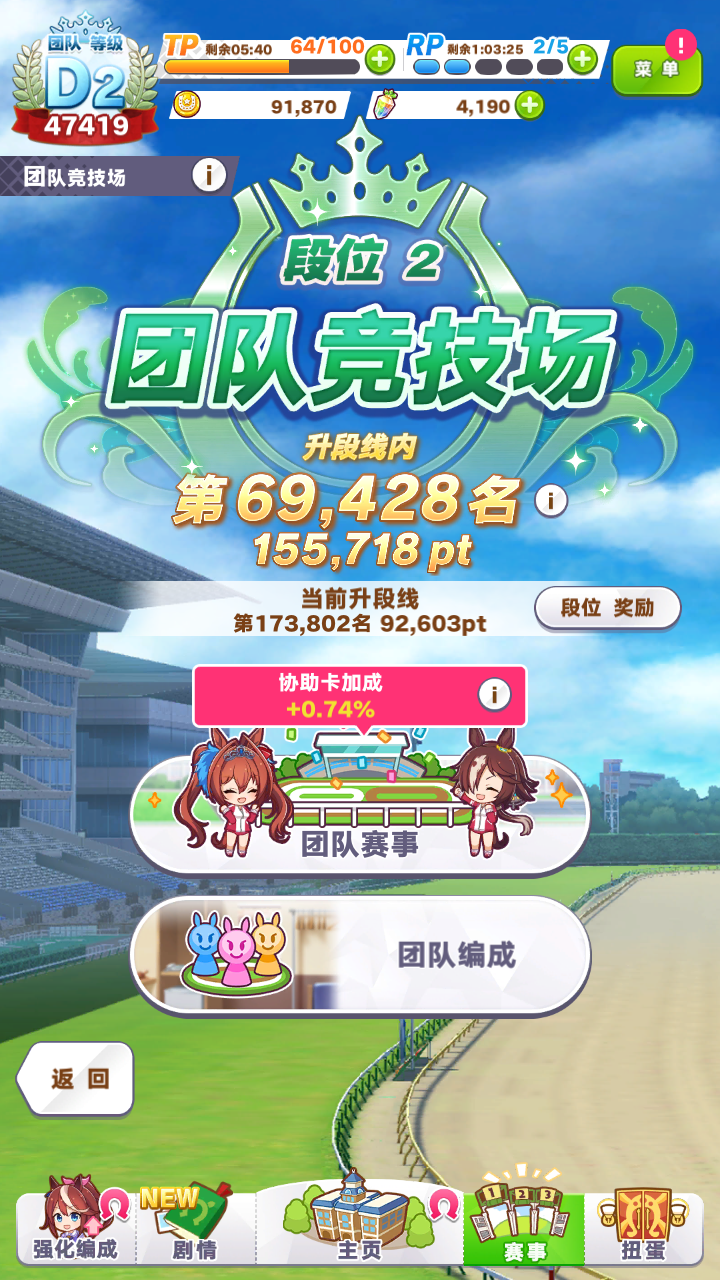 团队 等级
D2
47419
TP 剩余05:40 64/100
RP 剩余1:03:25 2/5
菜单
91,870
4,190
团队竞技场
段位 2
团队竞技场
升段线内
第69,428名
155,718 pt
当前升段线
第173,802名 92,603pt
段位 奖励
协助卡加成
+0.74%
团队赛事
团队编成
返回
强化编成
NEW
剧情
主页
1 2 3
赛事
扭蛋